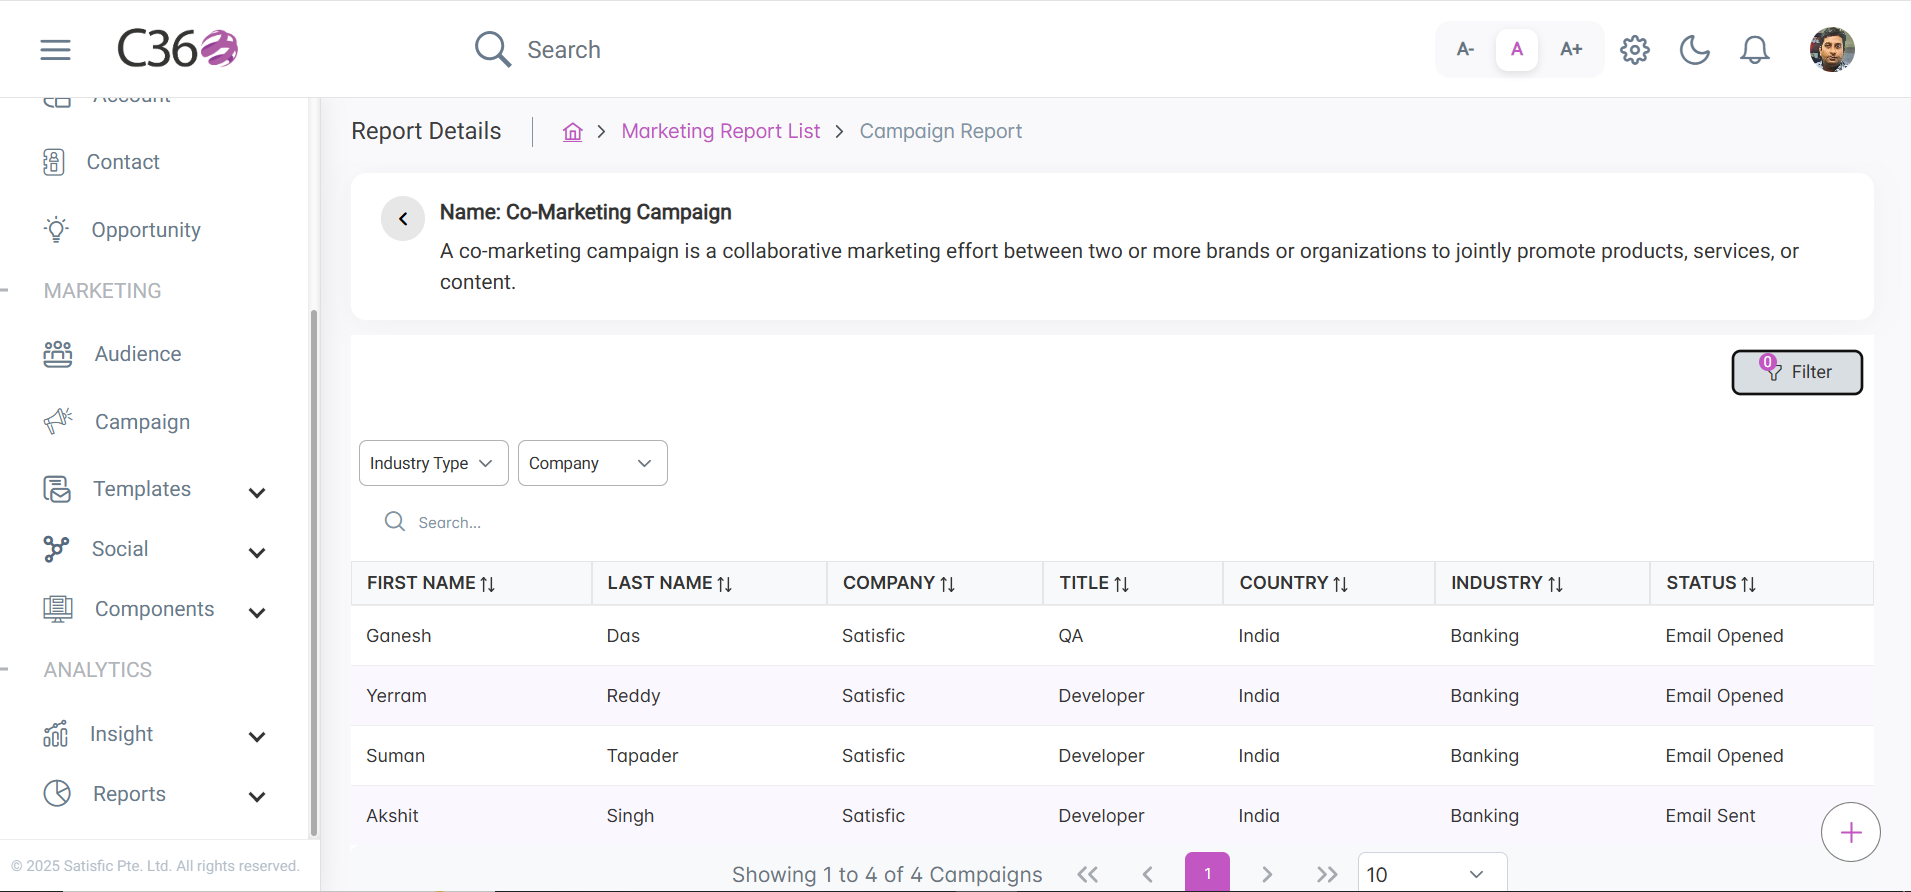 C360
Search
A-
A
A+
Account
Contact
Opportunity
MARKETING
Audience
Campaign
Templates
Social
Components
ANALYTICS
Insight
Reports
© 2025 Satisfic Pte. Ltd. All rights reserved.
Report Details
Marketing Report List
Campaign Report
Name: Co-Marketing Campaign
A co-marketing campaign is a collaborative marketing effort between two or more brands or organizations to jointly promote products, services, or
content.
0
Filter
Industry Type
Company
Search...
FIRST NAME LAST NAME COMPANY TITLE COUNTRY INDUSTRY STATUS
Ganesh Das Satisfic QA India Banking Email Opened
Yerram Reddy Satisfic Developer India Banking Email Opened
Suman Tapader Satisfic Developer India Banking Email Opened
Akshit Singh Satisfic Developer India Banking Email Sent
Showing 1 to 4 of 4 Campaigns
1
10